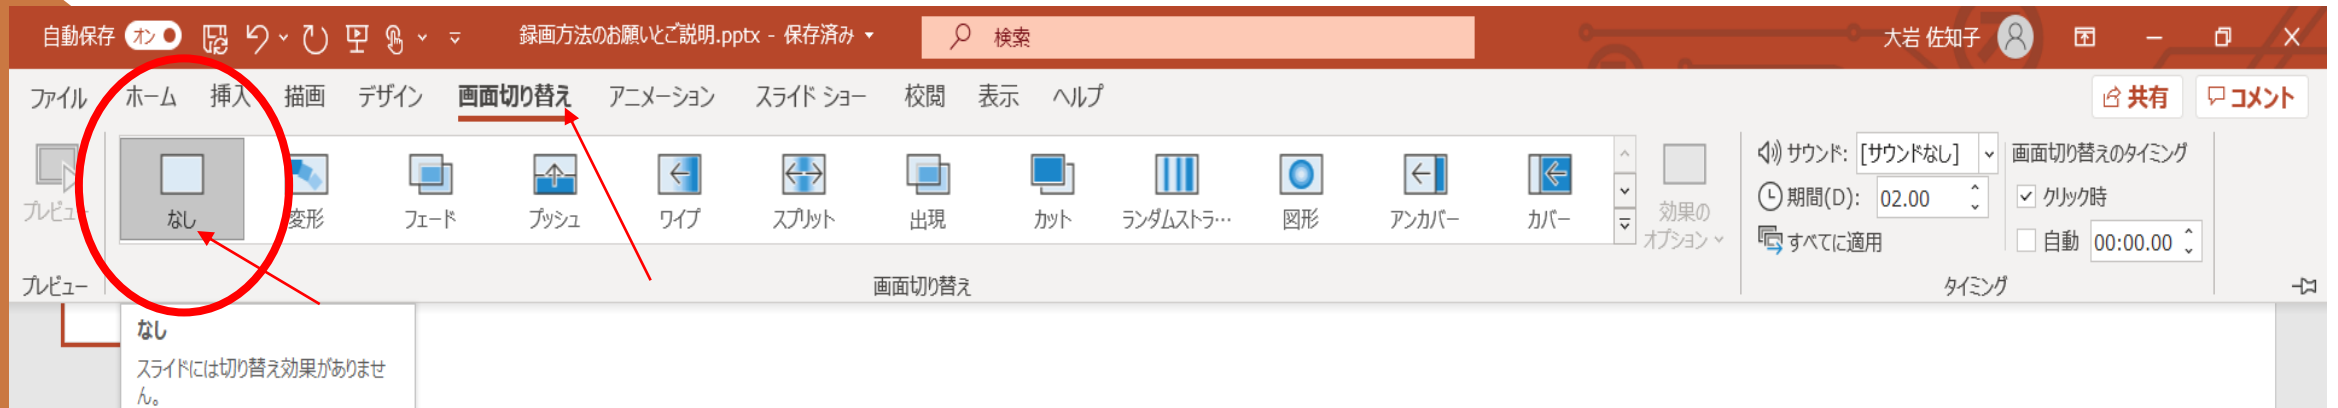 自動保存 オン 録画方法のお願いとご説明.pptx - 保存済み 検索 大岩 佐知子
ファイル ホーム 挿入 描画 デザイン 画面切り替え アニメーション スライド ショー 校閲 表示 ヘルプ 共有 コメント
プレビュー なし 変形 フェード プッシュ ワイプ スプリット 出現 カット ランダムストラ… 図形 アンカバー カバー 効果の
オプション
サウンド: [サウンドなし] 画面切り替えのタイミング
期間(D): 02.00 クリック時
すべてに適用 自動 00:00.00
プレビュー 画面切り替え タイミング
なし
スライドには切り替え効果がありませ
ん。